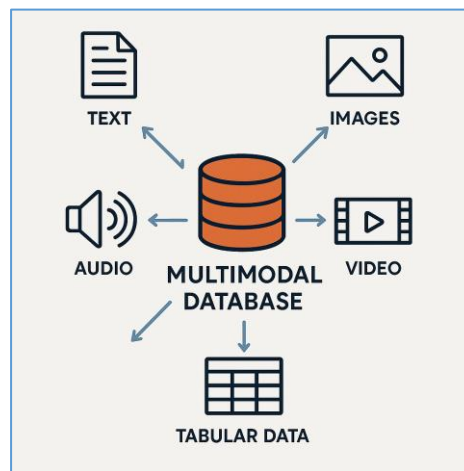 TEXT
IMAGES
AUDIO
MULTIMODAL
DATABASE
VIDEO
TABULAR DATA